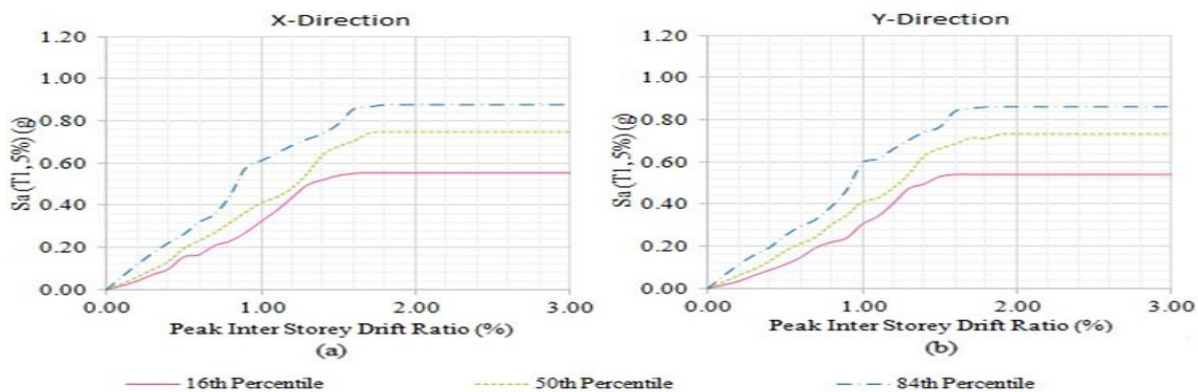 X-Direction
1.20
1.00
0.80
0.60
0.40
0.20
0.00
Sa(T1,5%)(g)
0.00 1.00 2.00 3.00
Peak Inter Storey Drift Ratio (%)
(a)
Y-Direction
1.20
1.00
0.80
0.60
0.40
0.20
0.00
Sa(T1,5%)(g)
0.00 1.00 2.00 3.00
Peak Inter Storey Drift Ratio (%)
(b)
16th Percentile 50th Percentile 84th Percentile